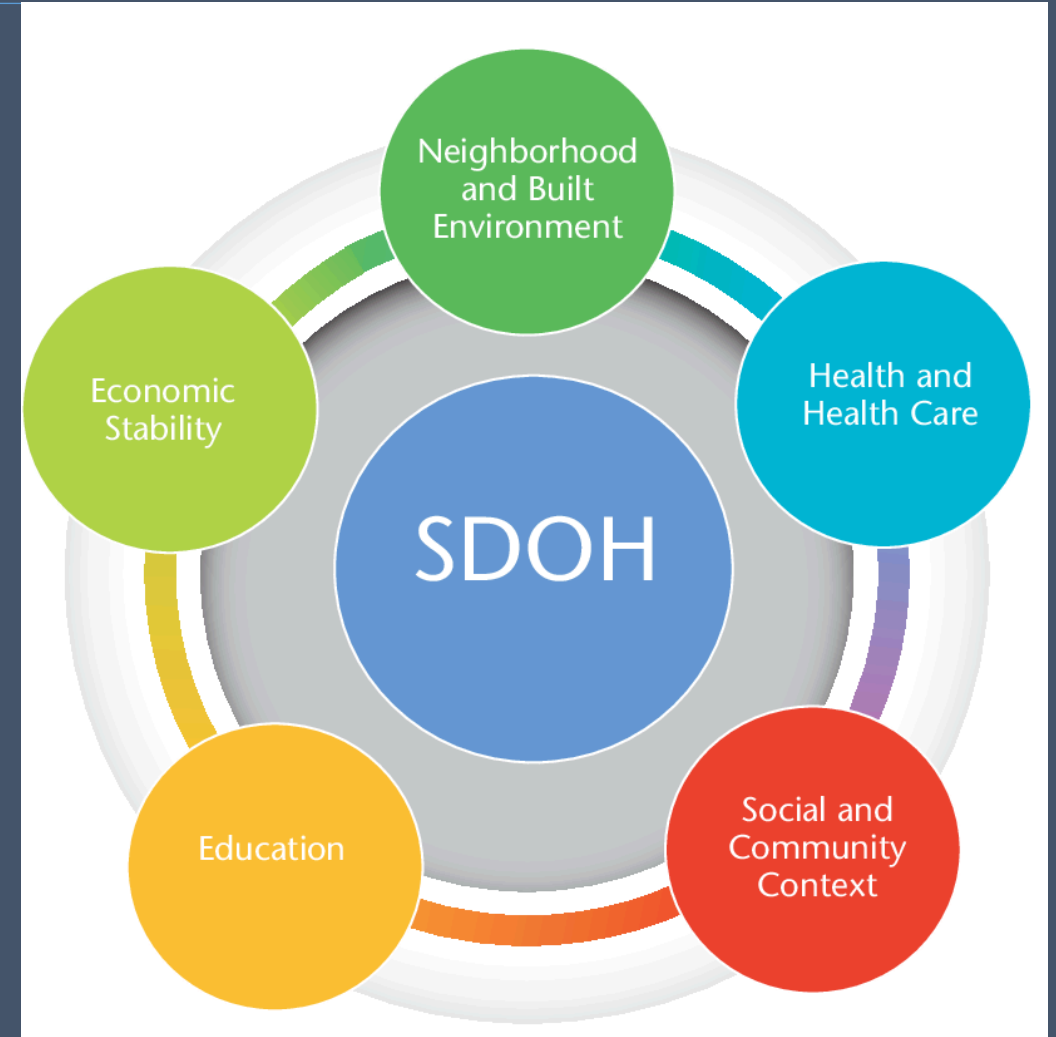 Neighborhood
and Built
Environment
Economic
Stability
Health and
Health Care
SDOH
Education
Social and
Community
Context